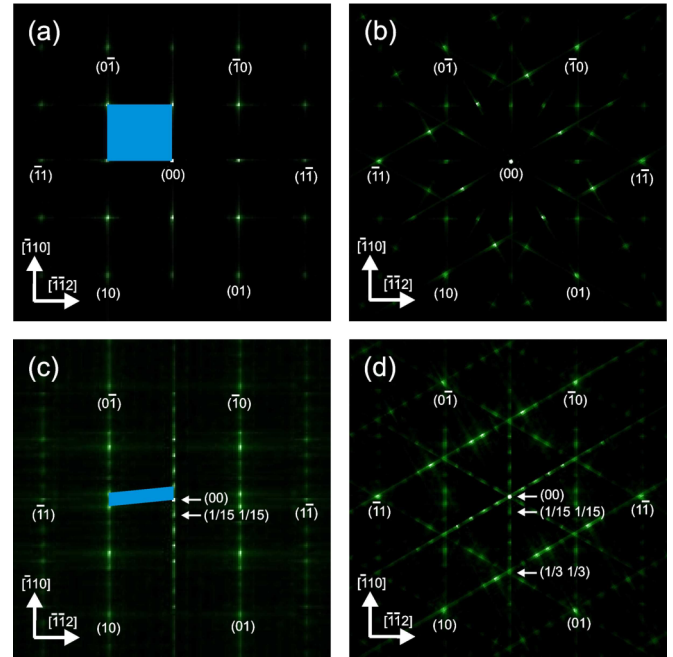 (a)
(01̄) (1̄0)
(1̄1) (00) (11̄)
[1̄10]
[1̄1̄2]
(10) (01)
(b)
(01̄) (1̄0)
(1̄1) (00) (11̄)
[1̄10]
[1̄1̄2]
(10) (01)
(c)
(01̄) (1̄0)
(00)
(1̄1) (1/15 1/15) (11̄)
[1̄10]
[1̄1̄2]
(10) (01)
(d)
(01̄) (1̄0)
(00)
(1̄1) (1/15 1/15) (11̄)
(1/3 1/3)
[1̄10]
[1̄1̄2]
(10) (01)